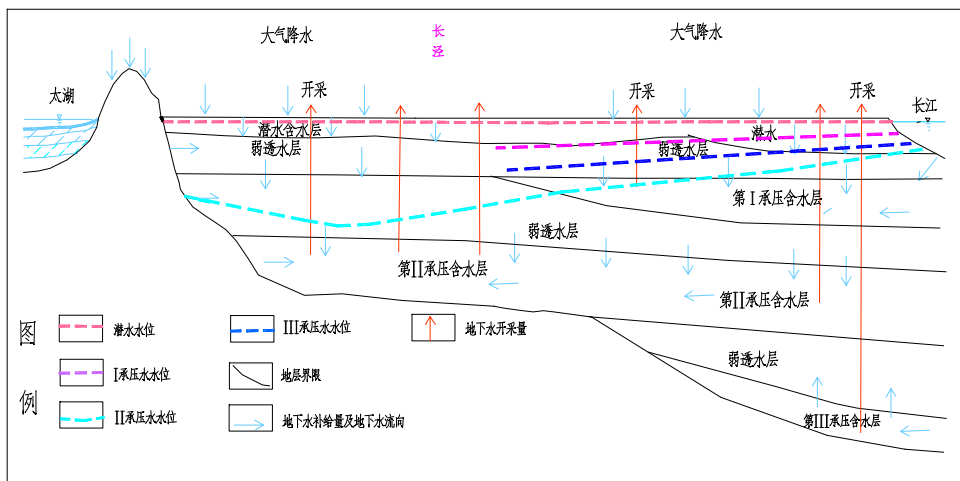 大气降水
长泾
大气降水
太湖
开采
开采
开采
长江
潜水含水层
潜水
弱透水层
弱透水层
第I承压含水层
弱透水层
第II承压含水层
第II承压含水层
弱透水层
第III承压含水层
图例
潜水水位
III承压水水位
地下水开采量
I承压水水位
地层界限
II承压水水位
地下水补给量及地下水流向